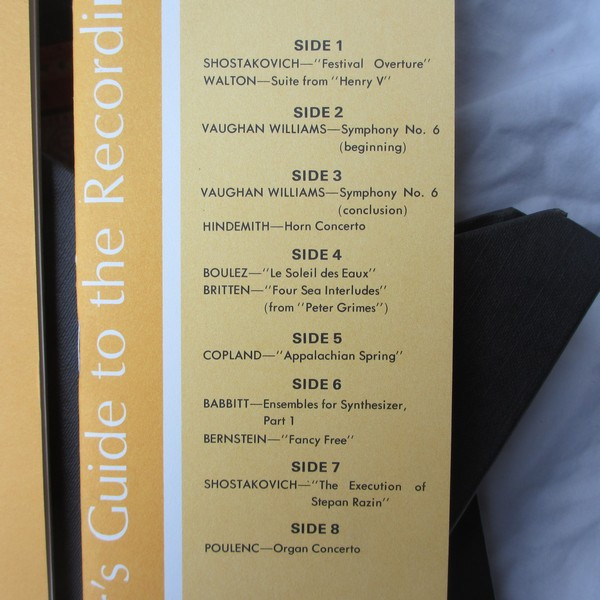 r's Guide to the Recordin
SIDE 1
SHOSTAKOVICH—"Festival Overture"
WALTON—Suite from "Henry V"
SIDE 2
VAUGHAN WILLIAMS—Symphony No. 6
(beginning)
SIDE 3
VAUGHAN WILLIAMS—Symphony No. 6
(conclusion)
HINDEMITH—Horn Concerto
SIDE 4
BOULEZ—"Le Soleil des Eaux"
BRITTEN—"Four Sea Interludes"
(from "Peter Grimes")
SIDE 5
COPLAND—"Appalachian Spring"
SIDE 6
BABBITT—Ensembles for Synthesizer,
Part 1
BERNSTEIN—"Fancy Free"
SIDE 7
SHOSTAKOVICH—"The Execution of
Stepan Razin"
SIDE 8
POULENC—Organ Concerto